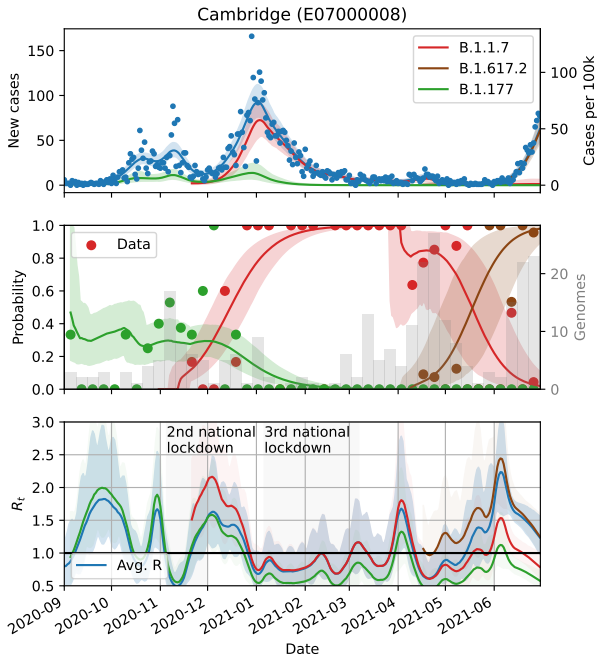 Cambridge (E07000008)
New cases
150
100
50
0
B.1.1.7
B.1.617.2
B.1.177
100
50
0
Cases per 100k
Probability
1.0
0.8
0.6
0.4
0.2
0.0
Data
20
10
0
Genomes
R_t
3.0
2.5
2.0
1.5
1.0
0.5
2nd national
lockdown
3rd national
lockdown
Avg. R
2020-09
2020-10
2020-11
2020-12
2021-01
2021-02
2021-03
2021-04
2021-05
2021-06
Date